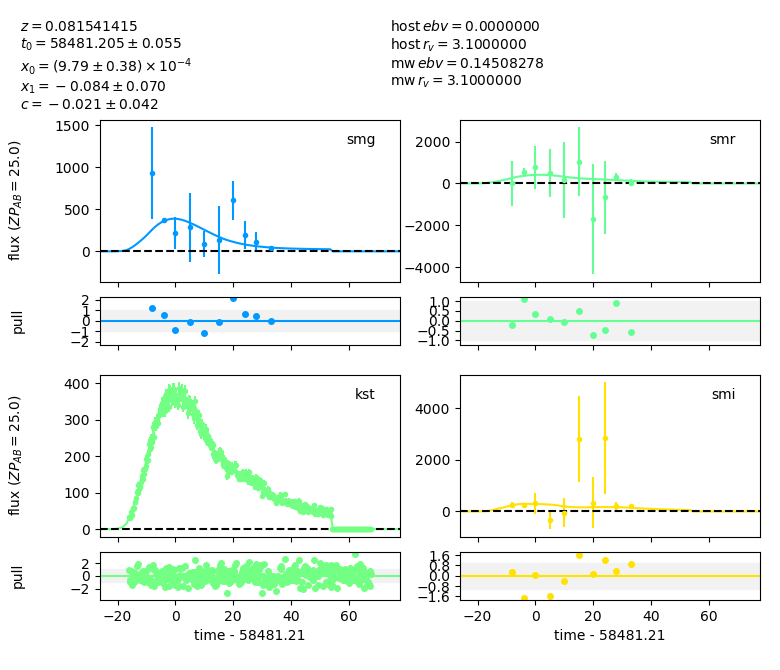 z = 0.081541415
t₀ = 58481.205 ± 0.055
x₀ = (9.79 ± 0.38) × 10⁻⁴
x₁ = −0.084 ± 0.070
c = −0.021 ± 0.042
host ebv = 0.0000000
host r_v = 3.1000000
mw ebv = 0.14508278
mw r_v = 3.1000000
smg
1500
1000
500
0
flux (ZP_AB = 25.0)
smr
2000
0
−2000
−4000
2
1
0
−1
−2
pull
1.0
0.5
0.0
−0.5
−1.0
kst
400
300
200
100
0
flux (ZP_AB = 25.0)
smi
4000
2000
0
2
0
−2
pull
−20 0 20 40 60
time - 58481.21
1.6
0.8
0.0
−0.8
−1.6
−20 0 20 40 60
time - 58481.21